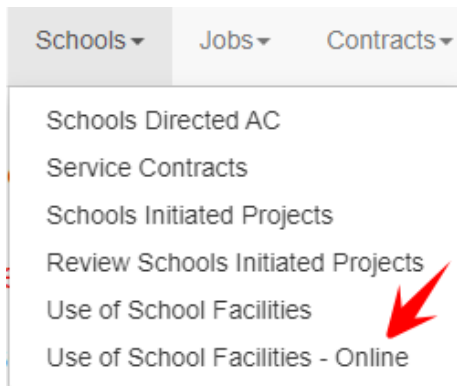 Schools Jobs Contracts
Schools Directed AC
Service Contracts
Schools Initiated Projects
Review Schools Initiated Projects
Use of School Facilities
Use of School Facilities - Online